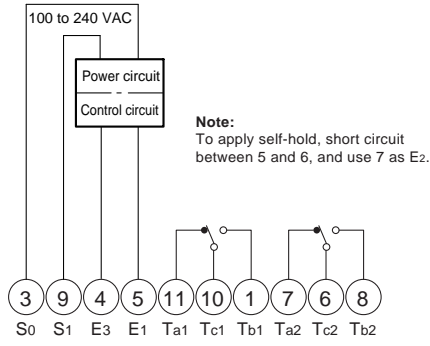 100 to 240 VAC
Power circuit
Control circuit
Note:
To apply self-hold, short circuit
between 5 and 6, and use 7 as E2.
3 9 4 5 11 10 1 7 6 8
S0 S1 E3 E1 Ta1 Tc1 Tb1 Ta2 Tc2 Tb2